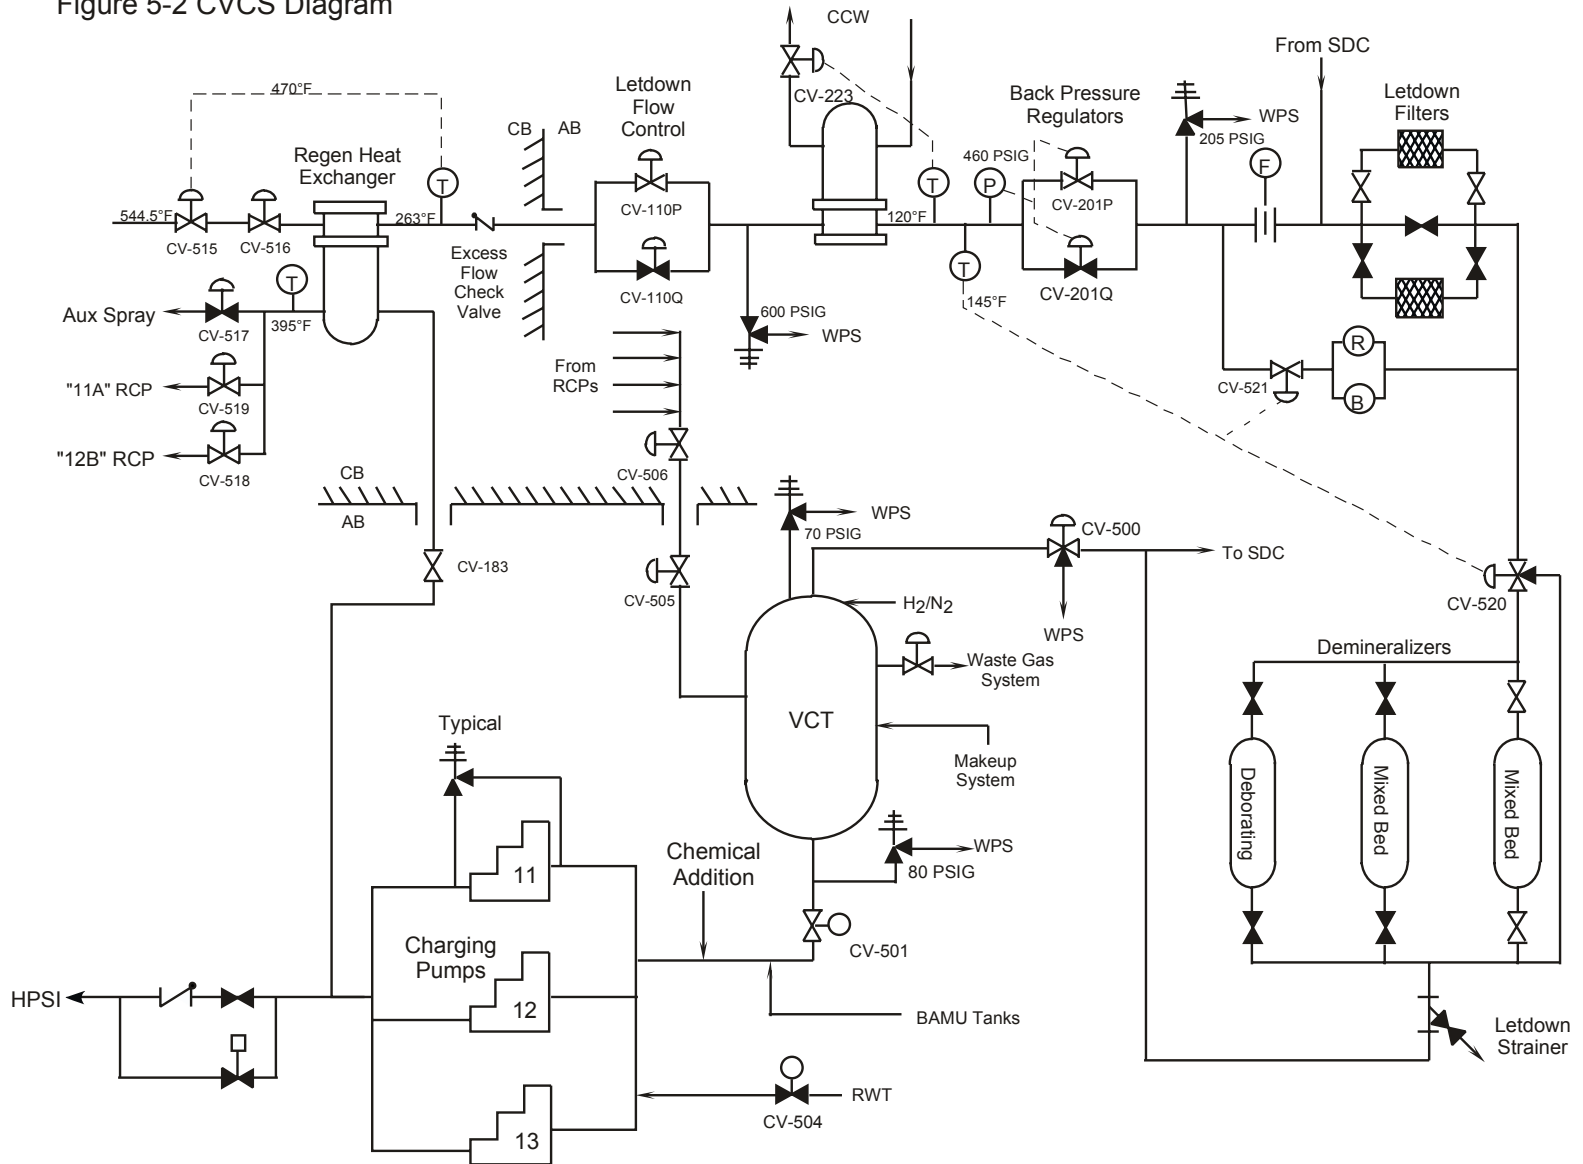 Figure 5-2 CVCS Diagram
CCW
From SDC
470°F
CV-223
Letdown
Flow
Control
Back Pressure
Regulators
WPS
205 PSIG
Letdown
Filters
CB
AB
Regen Heat
Exchanger
T
T
460 PSIG
P
F
544.5°F
CV-515
CV-516
263°F
CV-110P
120°F
CV-201P
Excess
Flow
Check
Valve
T
CV-110Q
T
145°F
CV-201Q
Aux Spray
CV-517
395°F
600 PSIG
WPS
R
From
RCPs
"11A" RCP
CV-519
CV-521
B
"12B" RCP
CV-518
CB
AB
CV-506
WPS
70 PSIG
CV-500
To SDC
CV-183
CV-505
H2/N2
WPS
CV-520
Waste Gas
System
Demineralizers
VCT
Typical
Makeup
System
Deborating
Mixed Bed
Mixed Bed
Chemical
Addition
WPS
80 PSIG
11
CV-501
Charging
Pumps
HPSI
12
BAMU Tanks
Letdown
Strainer
RWT
CV-504
13